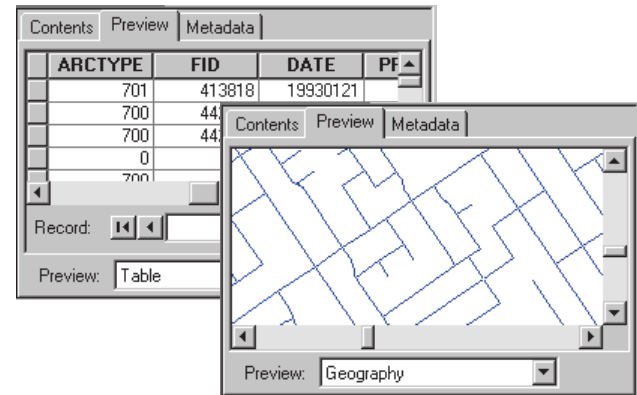 Contents Preview Metadata
ARCTYPE FID DATE
701 413818 19930121
700
700
0
700
Record:
Preview: Table
Contents Preview Metadata
Preview: Geography